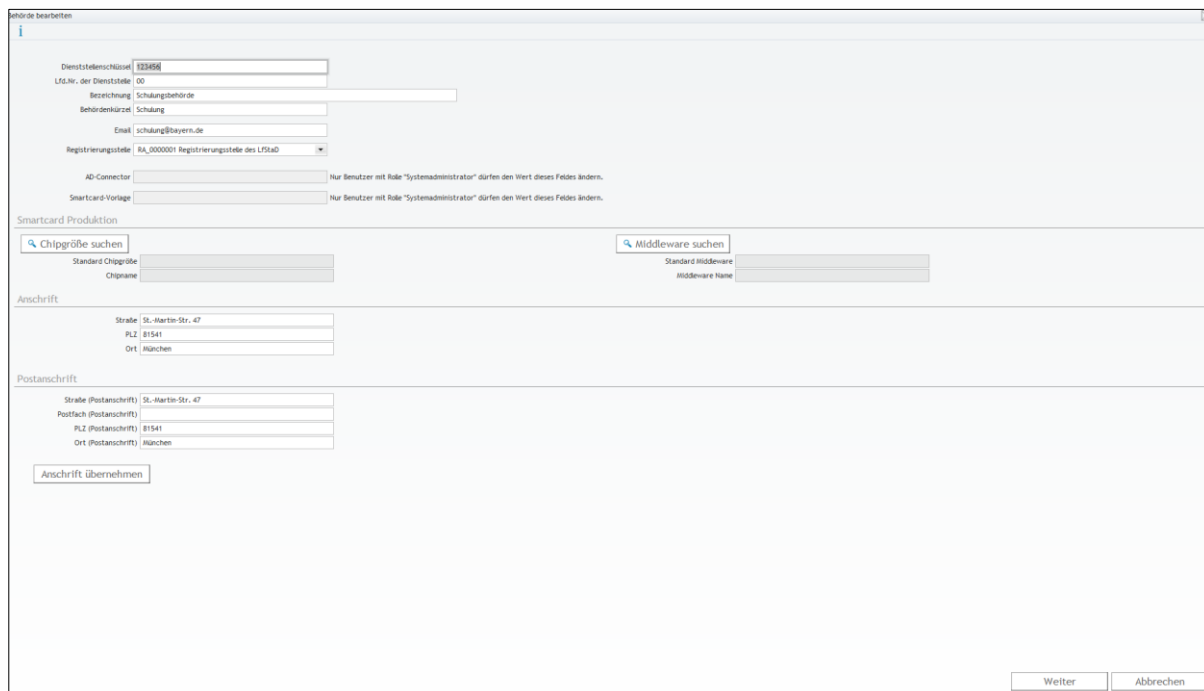 Behörde bearbeiten
i
Dienststellenschlüssel 123456
Lfd.Nr. der Dienststelle 00
Bezeichnung Schulungsbehörde
Behördenkürzel Schulung
Email schulung@bayern.de
Registrierungsstelle RA_0000001 Registrierungsstelle des LfStaD
AD-Connector Nur Benutzer mit Rolle "Systemadministrator" dürfen den Wert dieses Feldes ändern.
Smartcard-Vorlage Nur Benutzer mit Rolle "Systemadministrator" dürfen den Wert dieses Feldes ändern.
Smartcard Produktion
Chipgröße suchen Middleware suchen
Standard Chipgröße Standard Middleware
Chipname Middleware Name
Anschrift
Straße St.-Martin-Str. 47
PLZ 81541
Ort München
Postanschrift
Straße (Postanschrift) St.-Martin-Str. 47
Postfach (Postanschrift)
PLZ (Postanschrift) 81541
Ort (Postanschrift) München
Anschrift übernehmen
Weiter Abbrechen